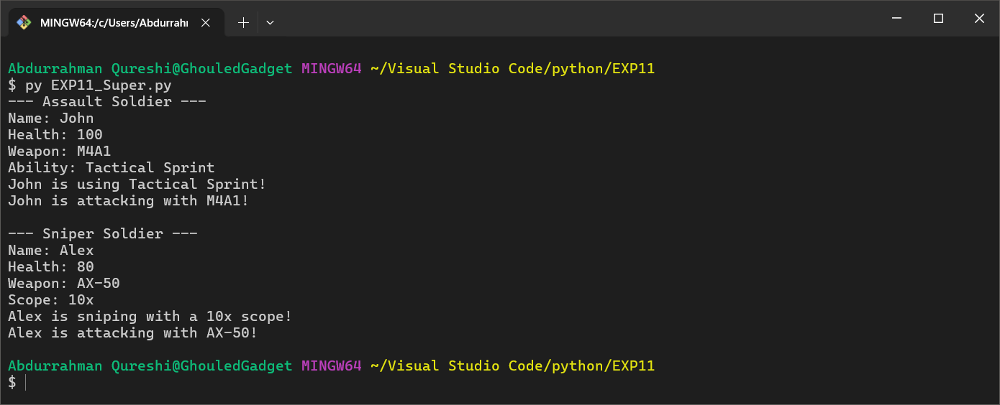 MINGW64:/c/Users/Abdurrahr
Abdurrahman Qureshi@GhouledGadget MINGW64 ~/Visual Studio Code/python/EXP11
$ py EXP11_Super.py
--- Assault Soldier ---
Name: John
Health: 100
Weapon: M4A1
Ability: Tactical Sprint
John is using Tactical Sprint!
John is attacking with M4A1!
--- Sniper Soldier ---
Name: Alex
Health: 80
Weapon: AX-50
Scope: 10x
Alex is sniping with a 10x scope!
Alex is attacking with AX-50!
Abdurrahman Qureshi@GhouledGadget MINGW64 ~/Visual Studio Code/python/EXP11
$